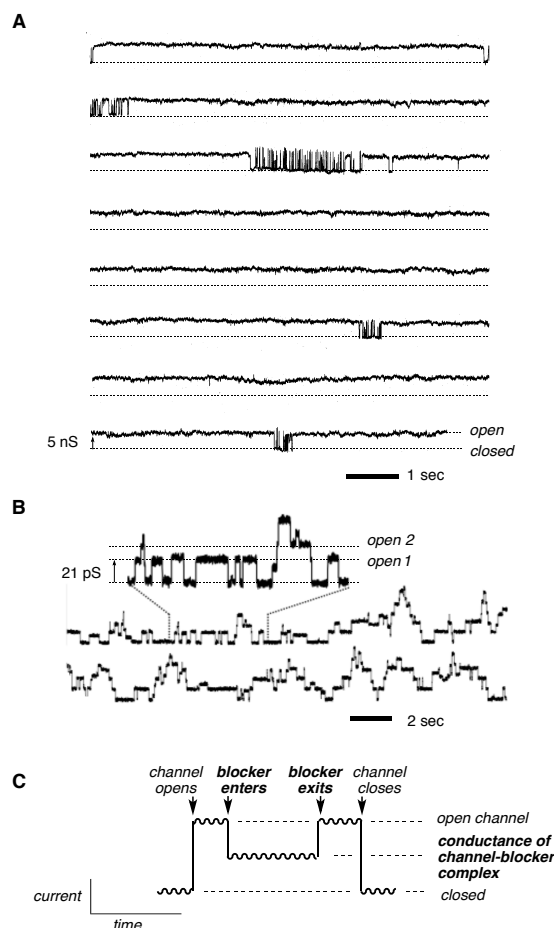 A
5 nS
open
closed
1 sec
B
open 2
open 1
21 pS
2 sec
C
channel opens
blocker enters
blocker exits
channel closes
open channel
conductance of
channel-blocker
complex
closed
current
time